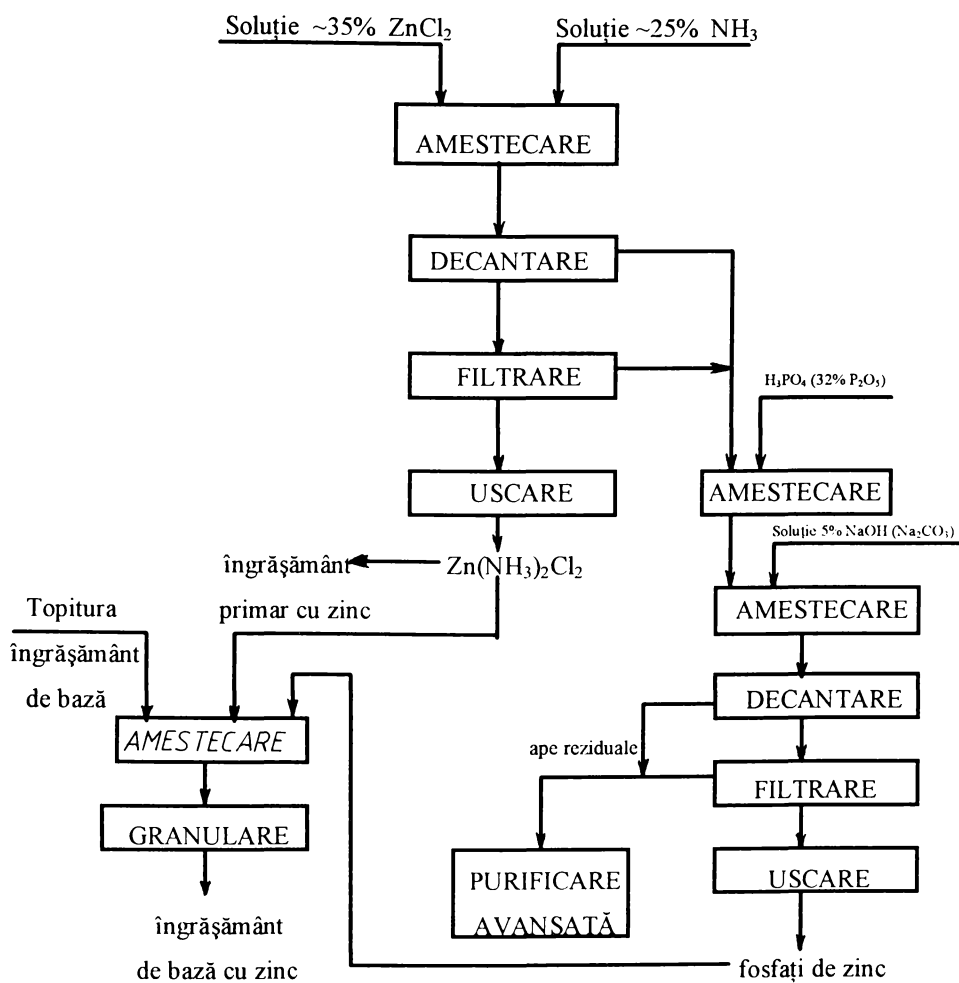 Soluție ~35% ZnCl₂
Soluție ~25% NH₃
AMESTECARE
DECANTARE
FILTRARE
H₃PO₄ (32% P₂O₅)
USCARE
AMESTECARE
Soluție 5% NaOH (Na₂CO₃)
îngrășământ
Zn(NH₃)₂Cl₂
primar cu zinc
AMESTECARE
Topitura
îngrășământ
de bază
DECANTARE
AMESTECARE
ape reziduale
FILTRARE
GRANULARE
PURIFICARE
AVANSATĂ
USCARE
îngrășământ
de bază cu zinc
fosfați de zinc